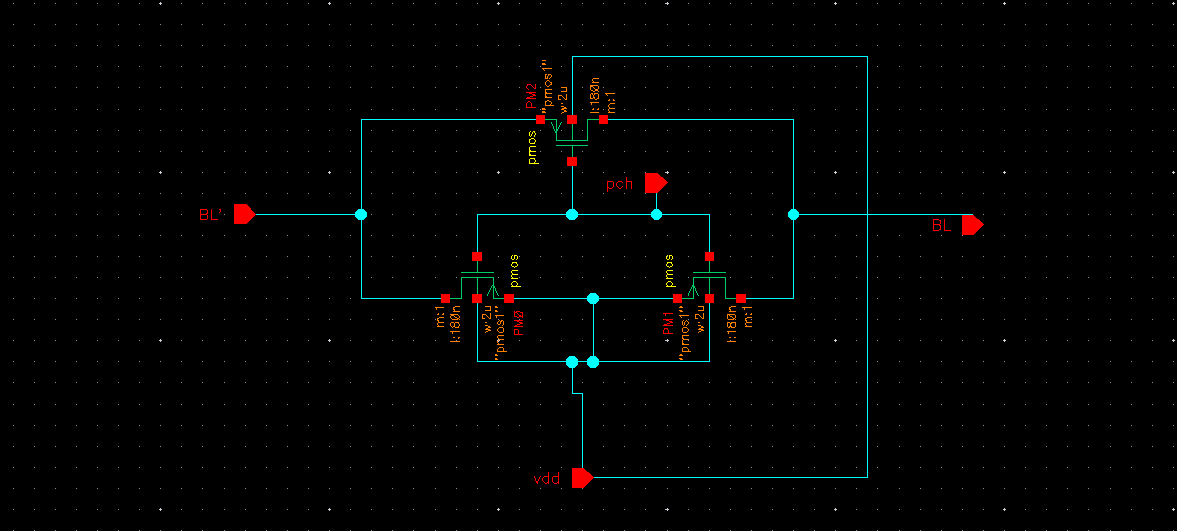 PM2
"pmos1"
w:2u
l:180n
m:1
pmos
pch
BL'
BL
pmos
m:1
l:180n
w:2u
"pmos1"
PM0
pmos
PM1
"pmos1"
w:2u
l:180n
m:1
vdd